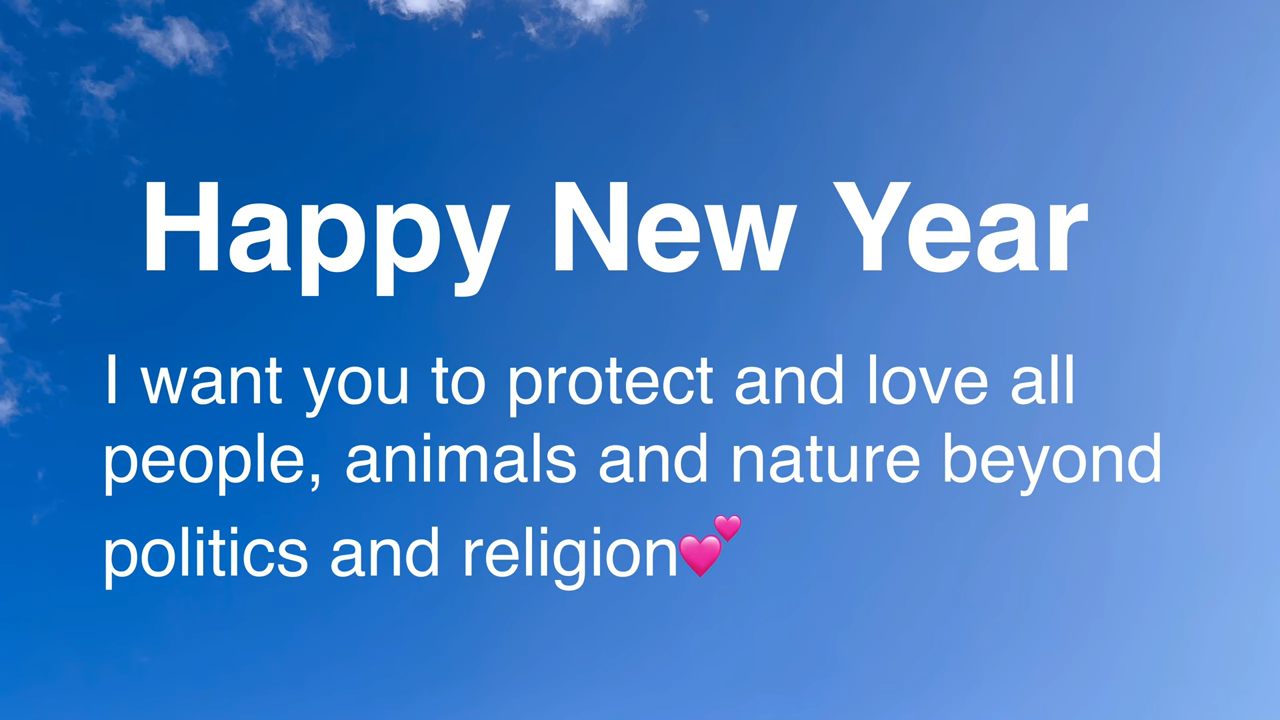 Happy New Year
I want you to protect and love all
people, animals and nature beyond
politics and religion💕